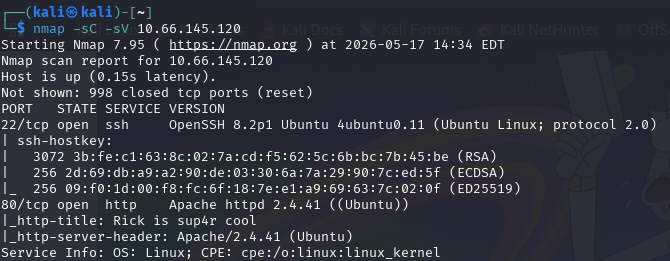 ┌──(kali㉿kali)-[~]
└─$ nmap -sC -sV 10.66.145.120
Starting Nmap 7.95 ( https://nmap.org ) at 2026-05-17 14:34 EDT
Nmap scan report for 10.66.145.120
Host is up (0.15s latency).
Not shown: 998 closed tcp ports (reset)
PORT   STATE SERVICE VERSION
22/tcp open  ssh     OpenSSH 8.2p1 Ubuntu 4ubuntu0.11 (Ubuntu Linux; protocol 2.0)
| ssh-hostkey:
|   3072 3b:fe:c1:63:8c:02:7a:cd:f5:62:5c:6b:bc:7b:45:be (RSA)
|   256 2d:69:db:a9:a2:90:de:03:30:6a:7a:29:90:7c:ed:5f (ECDSA)
|_  256 09:f0:1d:00:f8:fc:6f:18:7e:e1:a9:69:63:7c:02:0f (ED25519)
80/tcp open  http    Apache httpd 2.4.41 ((Ubuntu))
|_http-title: Rick is sup4r cool
|_http-server-header: Apache/2.4.41 (Ubuntu)
Service Info: OS: Linux; CPE: cpe:/o:linux:linux_kernel